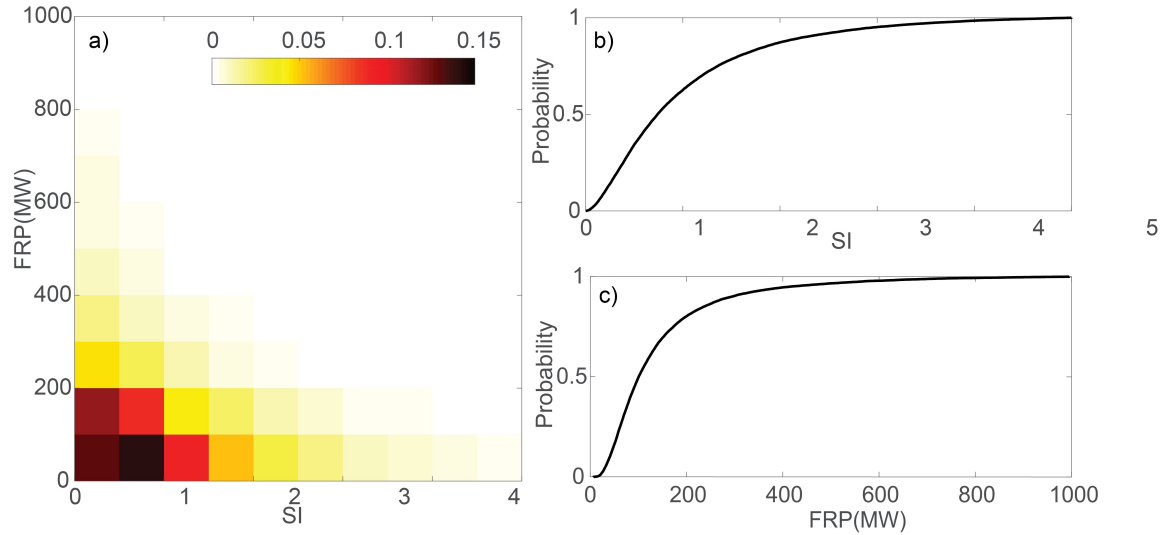 a)
0 0.05 0.1 0.15
1000
800
600
400
200
0
FRP(MW)
0 1 2 3 4
SI
b)
1
0.5
0
Probability
0 1 2 3 4 5
SI
c)
1
0.5
0
Probability
0 200 400 600 800 1000
FRP(MW)